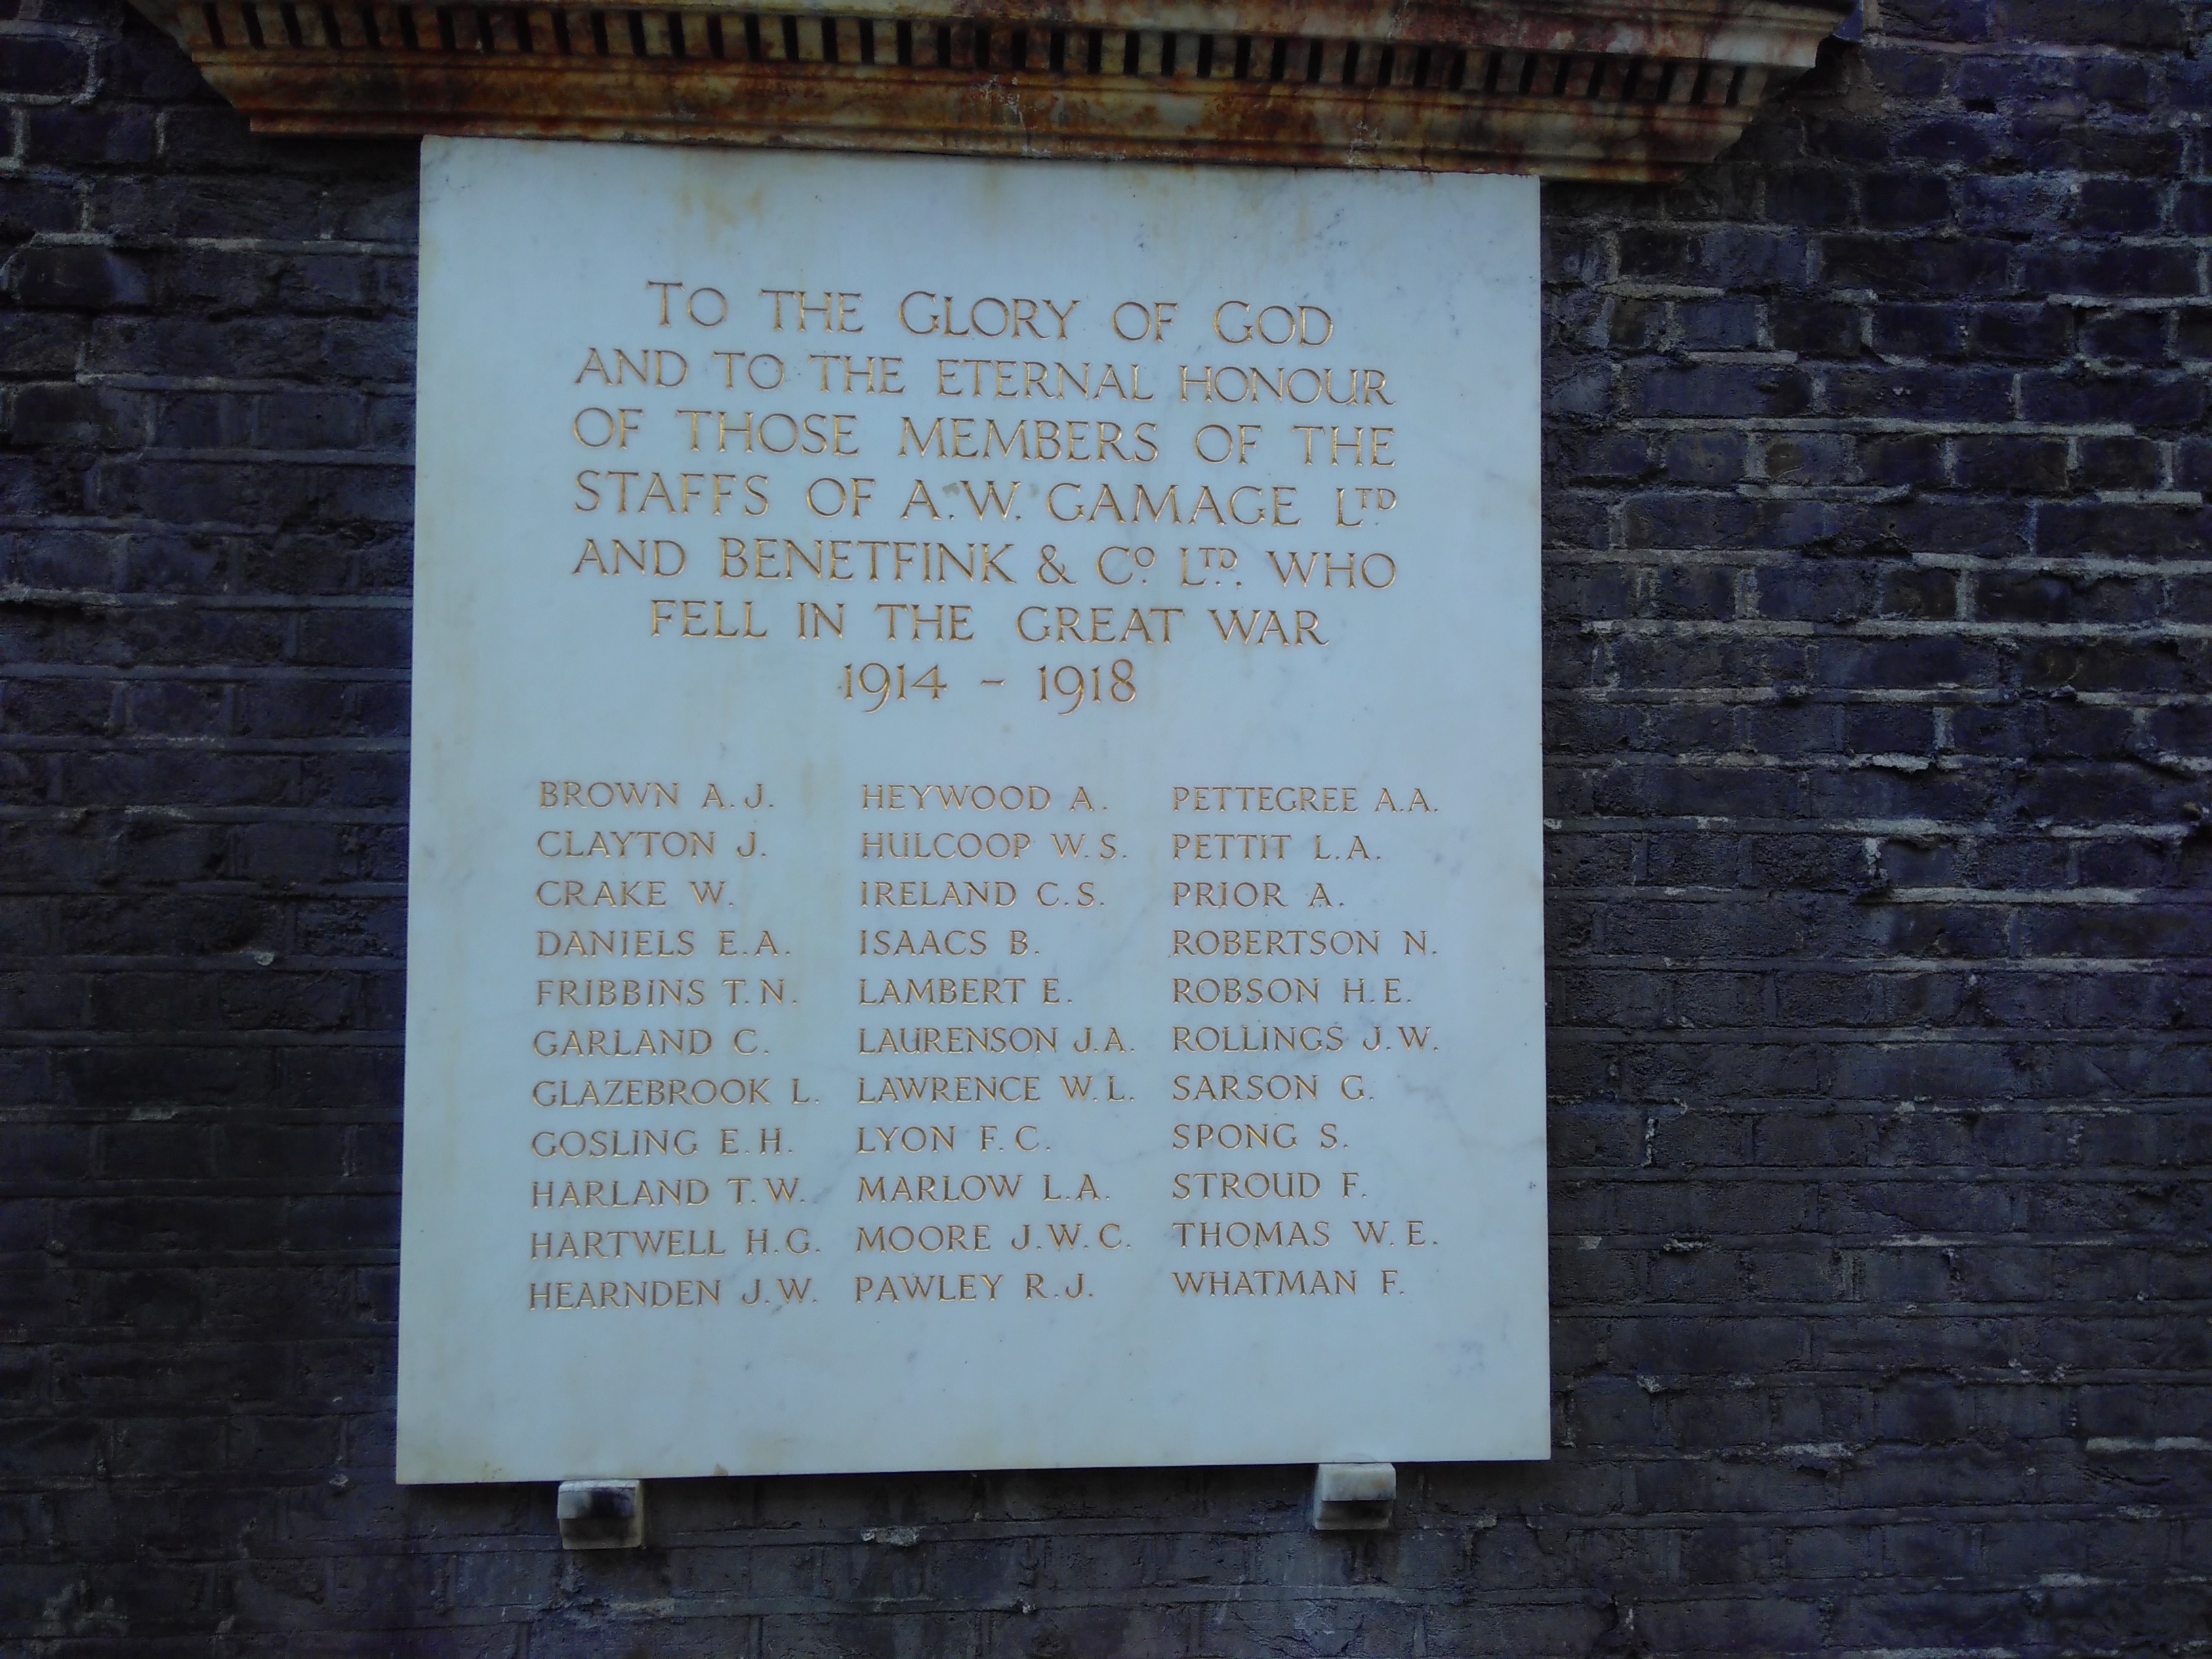 TO THE GLORY OF GOD
AND TO THE ETERNAL HONOUR
OF THOSE MEMBERS OF THE
STAFFS OF A.W. GAMAGE LTD
AND BENETFINK & CO. LTD. WHO
FELL IN THE GREAT WAR
1914 - 1918
BROWN A.J.
CLAYTON J.
CRAKE W.
DANIELS E.A.
FRIBBINS T.N.
GARLAND C.
GLAZEBROOK L.
GOSLING E.H.
HARLAND T.W.
HARTWELL H.G.
HEARNDEN J.W.
HEYWOOD A.
HULCOOP W.S.
IRELAND C.S.
ISAACS B.
LAMBERT E.
LAURENSON J.A.
LAWRENCE W.L.
LYON F.C.
MARLOW L.A.
MOORE J.W.C.
PAWLEY R.J.
PETTEGREE A.A.
PETTIT L.A.
PRIOR A.
ROBERTSON N.
ROBSON H.E.
ROLLINGS J.W.
SARSON G.
SPONG S.
STROUD F.
THOMAS W.E.
WHATMAN F.